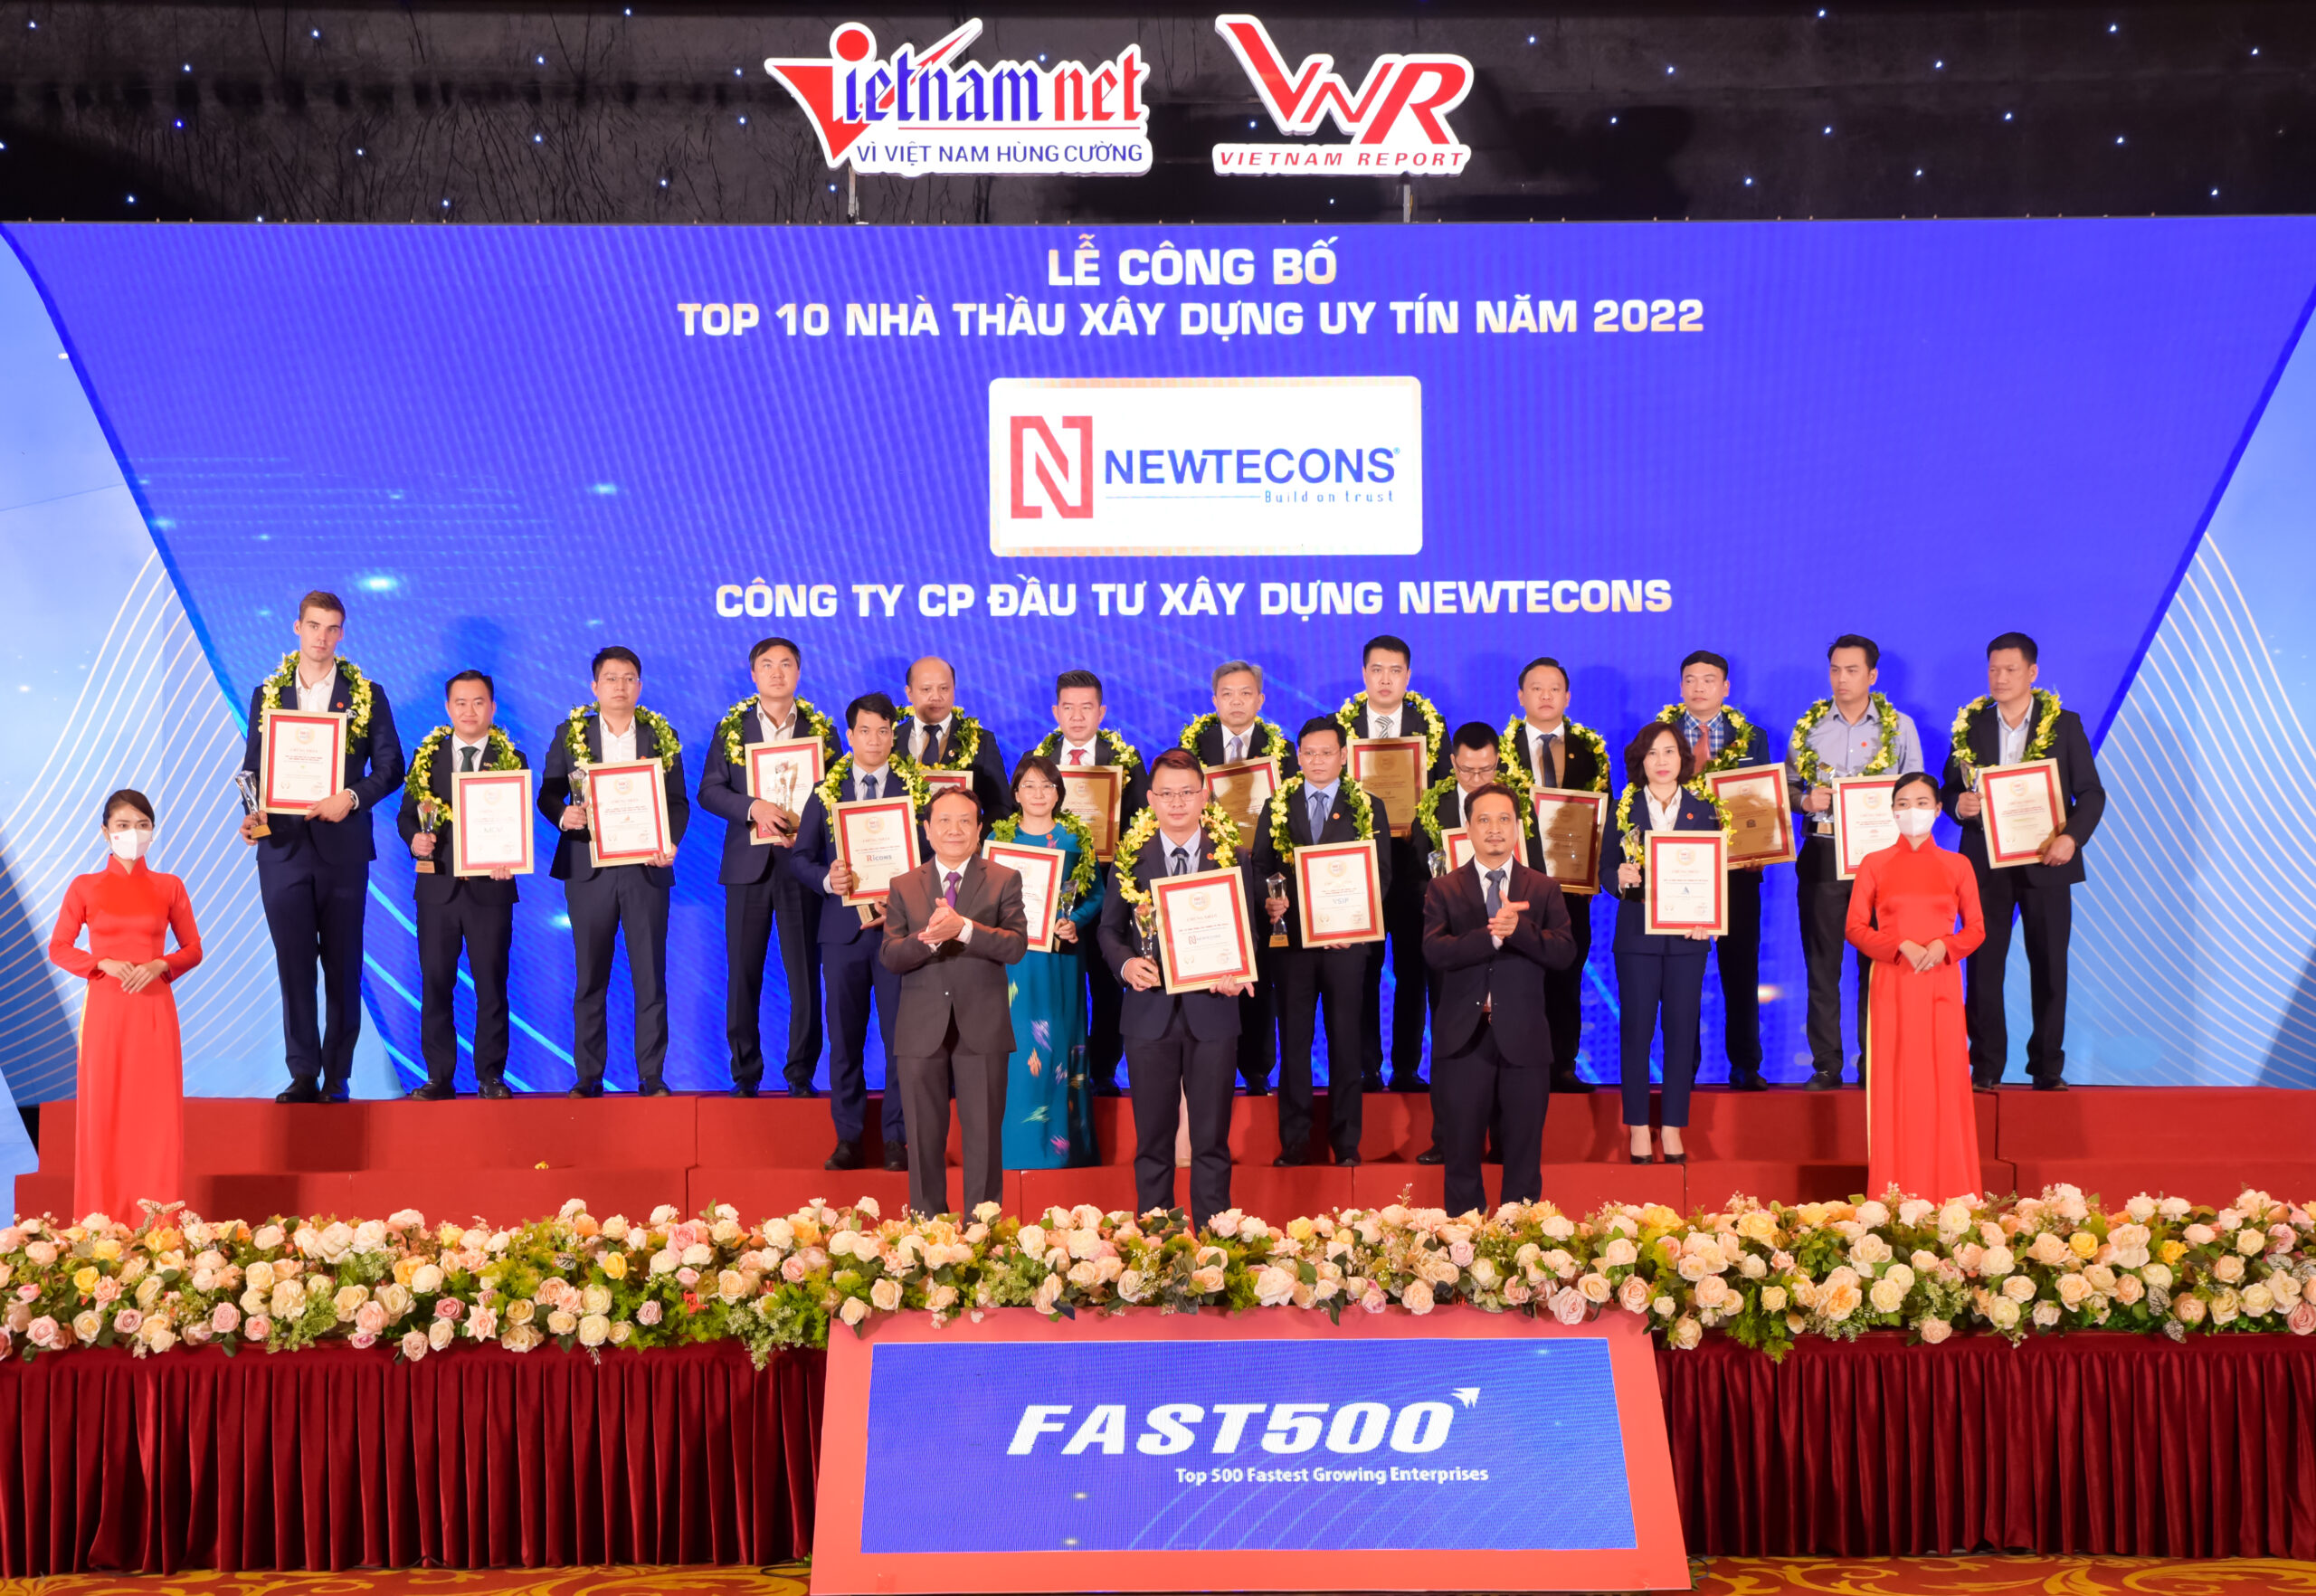 Vietnamnet
VÌ VIỆT NAM HÙNG CƯỜNG
VNR
VIETNAM REPORT
LỄ CÔNG BỐ
TOP 10 NHÀ THẦU XÂY DỰNG UY TÍN NĂM 2022
N NEWTECONS®
Build on trust
CÔNG TY CP ĐẦU TƯ XÂY DỰNG NEWTECONS
RICONS
NEWTECONS
FAST500
Top 500 Fastest Growing Enterprises